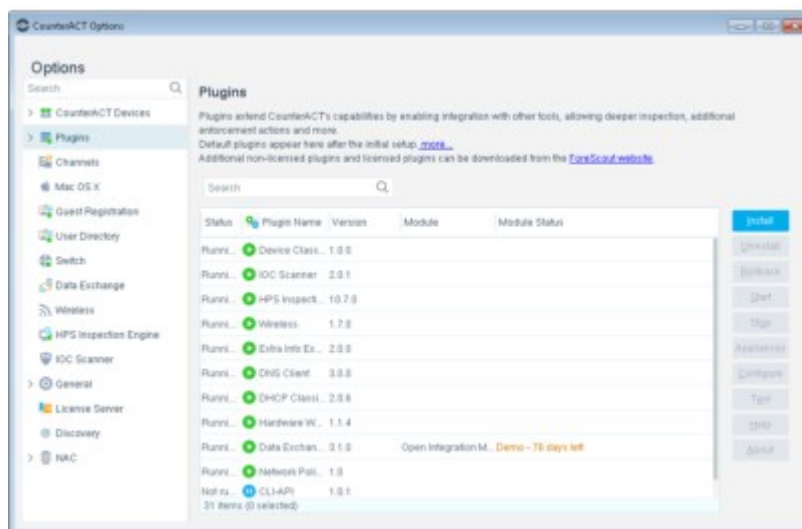 CounterACT Options
Options
Search
CounterACT Devices
Plugins
Channels
Mac OS X
Guest Registration
User Directory
Switch
Data Exchange
Wireless
HPS Inspection Engine
IOC Scanner
General
License Server
Discovery
NAC
Plugins
Plugins extend CounterACT's capabilities by enabling integration with other tools, allowing deeper inspection, additional
enforcement actions and more.
Default plugins appear here after the initial setup. more...
Additional non-licensed plugins and licensed plugins can be downloaded from the ForeScout website.
Search
Status Plugin Name Version Module Module Status
Runni... Device Class... 1.0.0
Runni... IOC Scanner 2.0.1
Runni... HPS Inspecti... 10.7.0
Runni... Wireless 1.7.0
Runni... Extra Info Ex... 2.0.0
Runni... DNS Client 3.0.0
Runni... DHCP Classi... 2.0.6
Runni... Hardware W... 1.1.4
Runni... Data Exchan... 3.1.0 Open Integration M... Demo - 76 days left
Runni... Network Poli... 1.0
Not ru... CLI-API 1.0.1
31 items (0 selected)
Install
Uninstall
Rollback
Start
Stop
Appliances
Configure
Test
Help
About